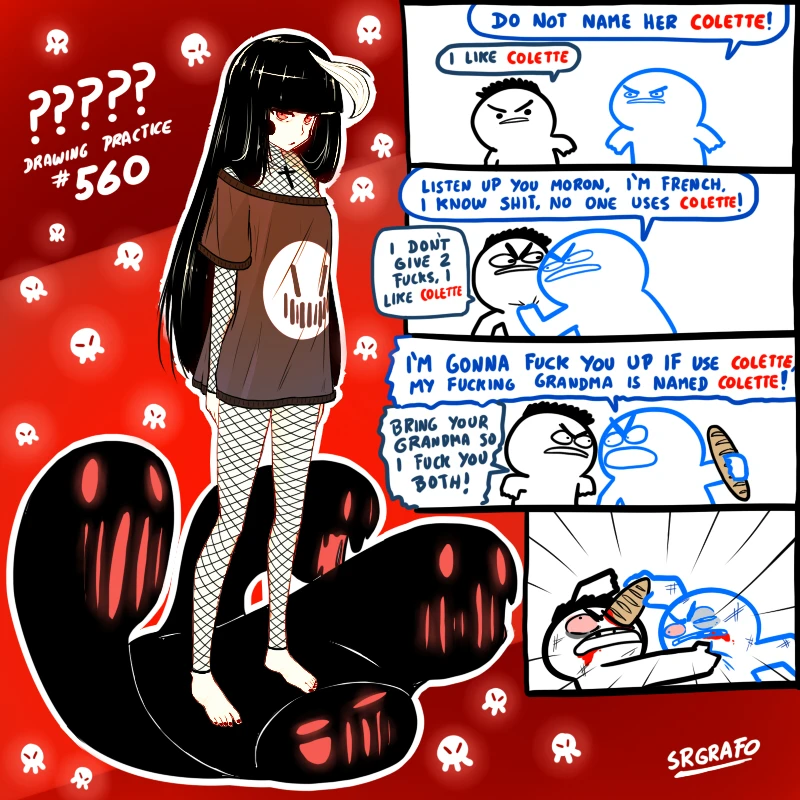 ?????
DRAWING PRACTICE
#560
DO NOT NAME HER COLETTE!
I LIKE COLETTE
LISTEN UP YOU MORON, I'M FRENCH,
I KNOW SHIT, NO ONE USES COLETTE!
I DON'T
GIVE 2
FUCKS, I
LIKE COLETTE
I'M GONNA FUCK YOU UP IF USE COLETTE,
MY FUCKING GRANDMA IS NAMED COLETTE!
BRING YOUR
GRANDMA SO
I FUCK YOU
BOTH!
SRGRAFO